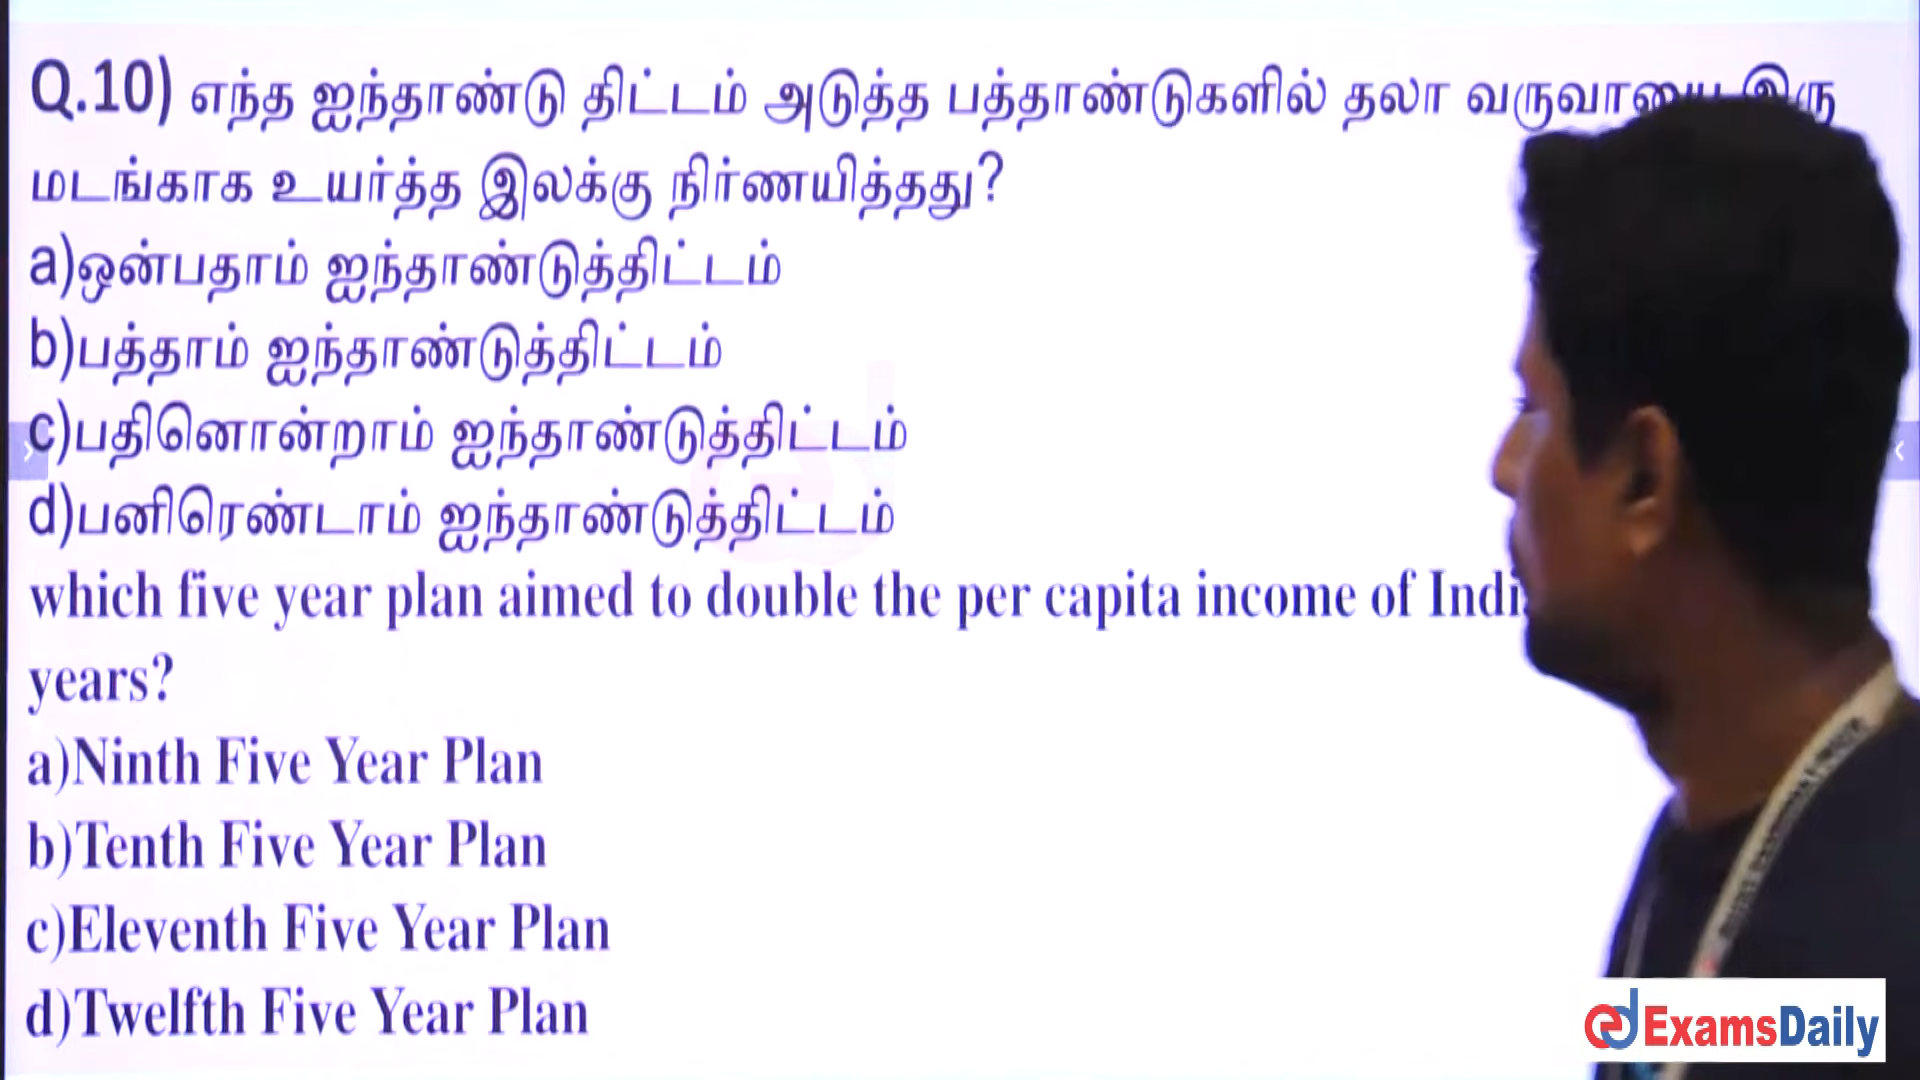 Q.10) எந்த ஐந்தாண்டு திட்டம் அடுத்த பத்தாண்டுகளில் தலா வருவாயை இரு
மடங்காக உயர்த்த இலக்கு நிர்ணயித்தது?
a)ஒன்பதாம் ஐந்தாண்டுத்திட்டம்
b)பத்தாம் ஐந்தாண்டுத்திட்டம்
c)பதினொன்றாம் ஐந்தாண்டுத்திட்டம்
d)பனிரெண்டாம் ஐந்தாண்டுத்திட்டம்
which five year plan aimed to double the per capita income of
years?
a)Ninth Five Year Plan
b)Tenth Five Year Plan
c)Eleventh Five Year Plan
d)Twelfth Five Year Plan
ExamsDaily